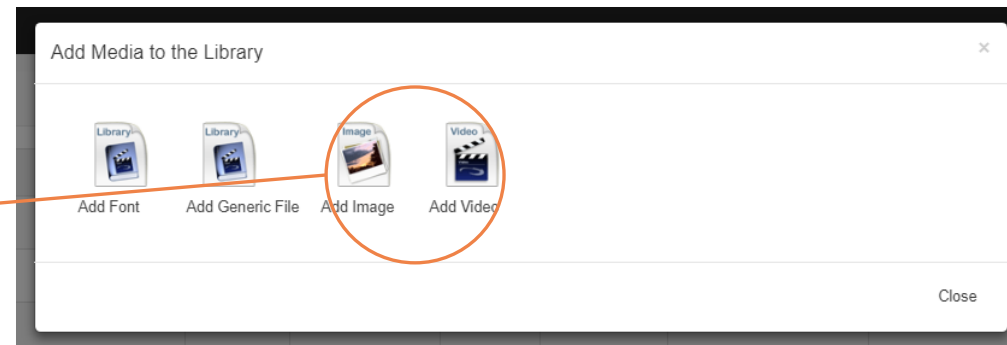 Add Media to the Library ×
Library Library Image Video
Add Font Add Generic File Add Image Add Video
Close